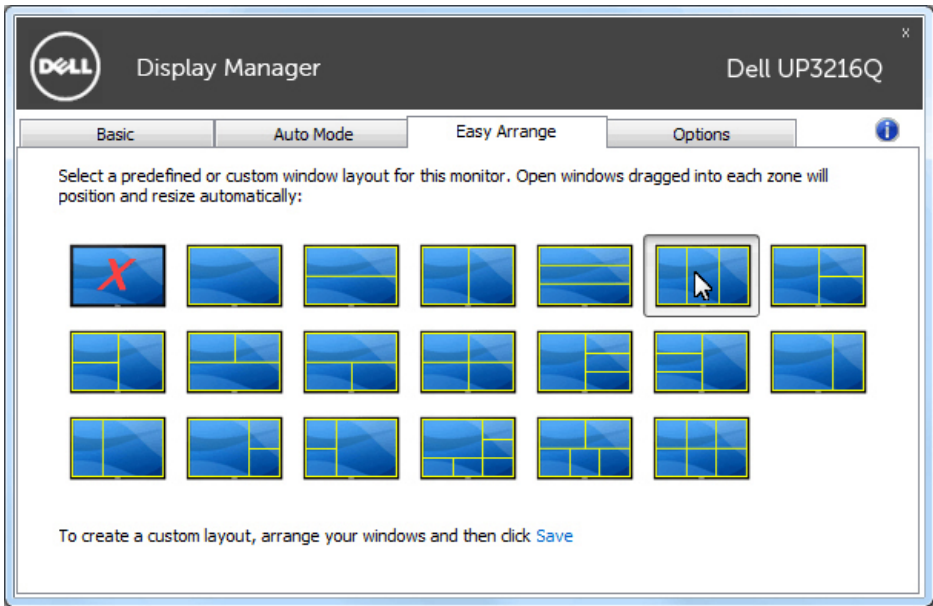 x
DELL
Display Manager
Dell UP3216Q
Basic
Auto Mode
Easy Arrange
Options
i
Select a predefined or custom window layout for this monitor. Open windows dragged into each zone will
position and resize automatically:
X
To create a custom layout, arrange your windows and then click Save